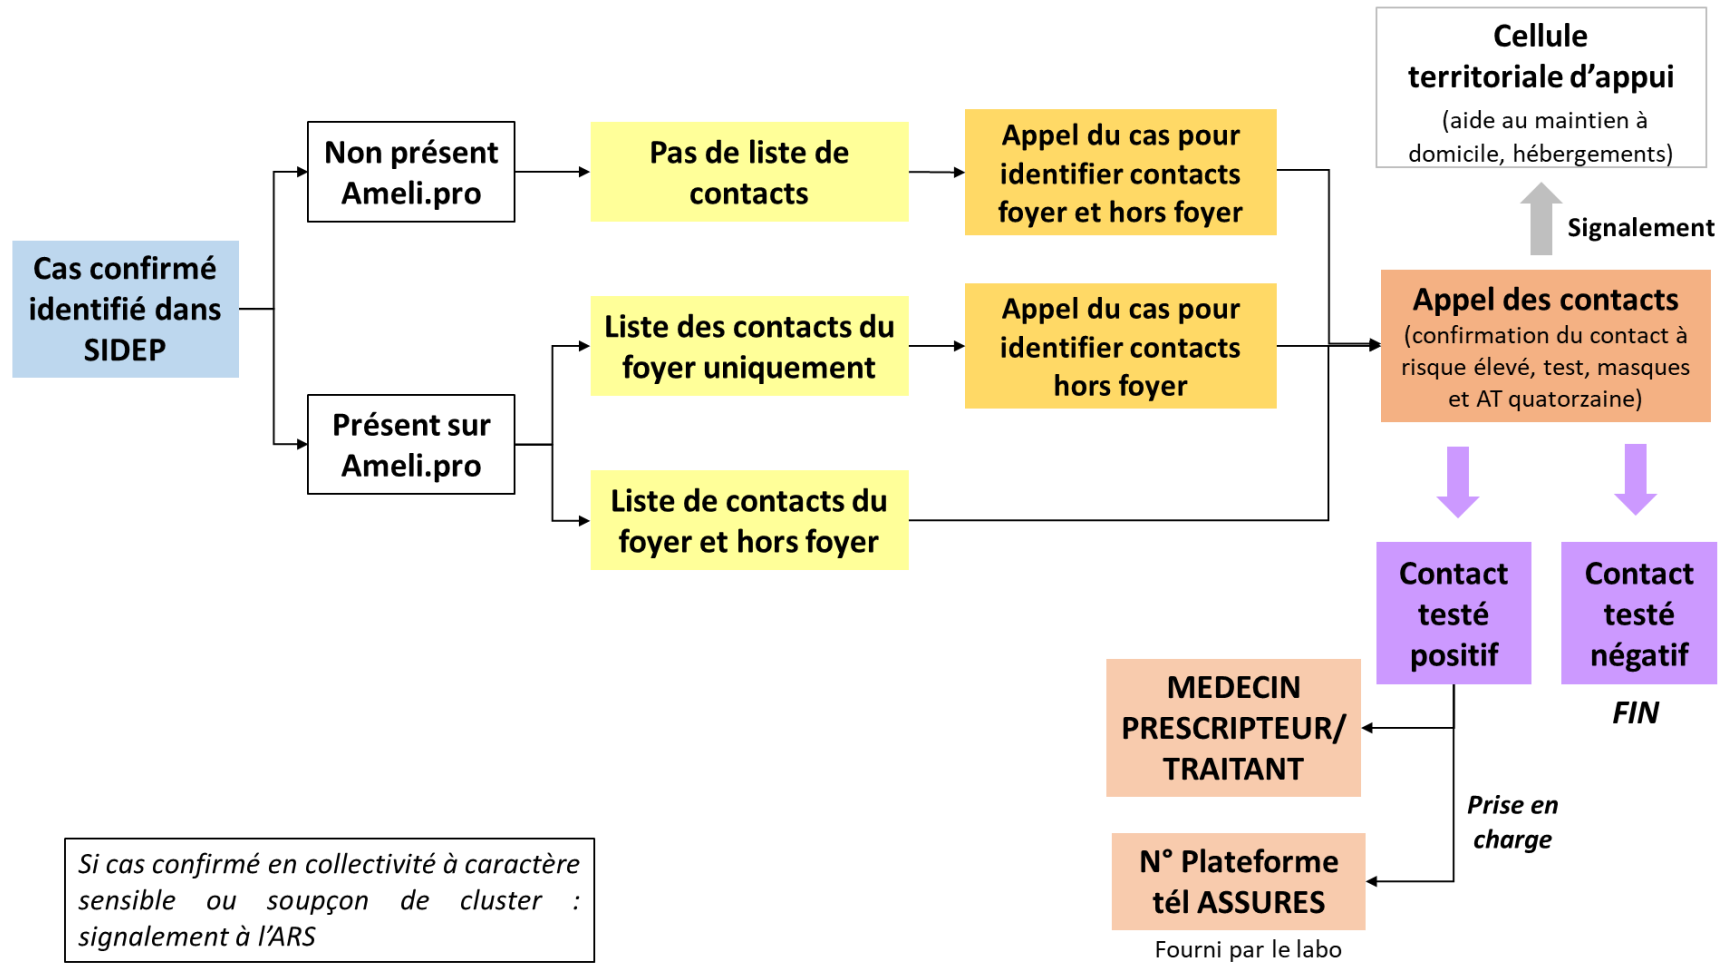 Cas confirmé
identifié dans
SIDEP
Non présent
Ameli.pro
Présent sur
Ameli.pro
Pas de liste de
contacts
Liste des contacts du
foyer uniquement
Liste de contacts du
foyer et hors foyer
Appel du cas pour
identifier contacts
foyer et hors foyer
Appel du cas pour
identifier contacts
hors foyer
Cellule
territoriale d’appui
(aide au maintien à
domicile, hébergements)
Signalement
Appel des contacts
(confirmation du contact à
risque élevé, test, masques
et AT quatorzaine)
Contact
testé
positif
Contact
testé
négatif
FIN
MEDECIN
PRESCRIPTEUR/
TRAITANT
Prise en
charge
N° Plateforme
tél ASSURES
Fourni par le labo
Si cas confirmé en collectivité à caractère
sensible ou soupçon de cluster :
signalement à l’ARS